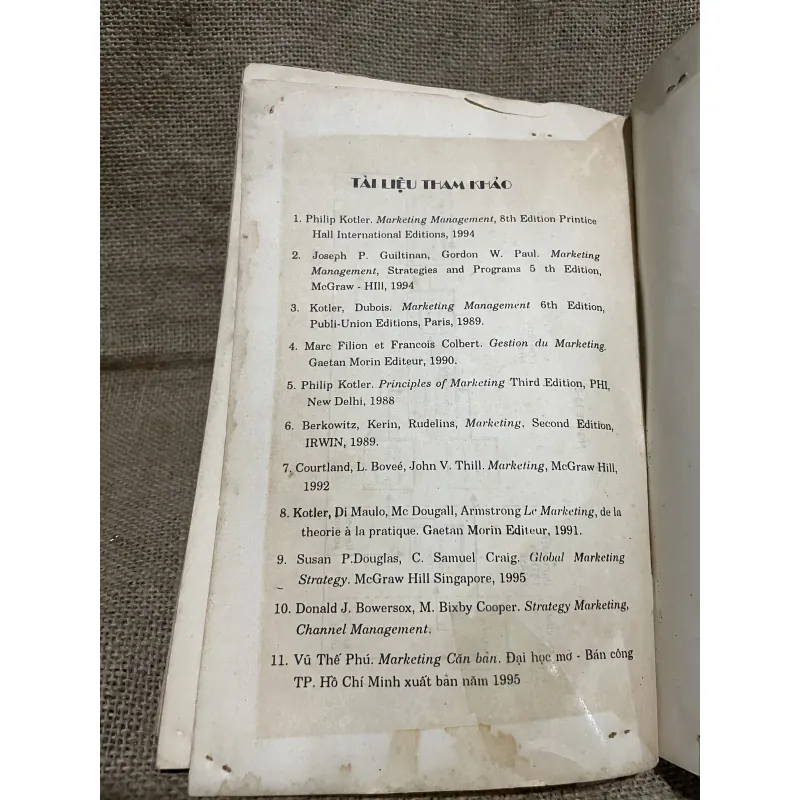 TÀI LIỆU THAM KHẢO
1. Philip Kotler. Marketing Management, 8th Edition Printice
Hall International Editions, 1994
2. Joseph P. Guiltinan, Gordon W. Paul. Marketing
Management, Strategies and Programs 5 th Edition,
McGraw - HIll, 1994
3. Kotler, Dubois. Marketing Management 6th Edition,
Publi-Union Editions, Paris, 1989.
4. Marc Filion et Francois Colbert. Gestion du Marketing.
Gaetan Morin Editeur, 1990.
5. Philip Kotler. Principles of Marketing Third Edition, PHI,
New Delhi, 1988
6. Berkowitz, Kerin, Rudelins, Marketing, Second Edition,
IRWIN, 1989.
7. Courtland, L. Boveé, John V. Thill. Marketing, McGraw Hill,
1992
8. Kotler, Di Maulo, Mc Dougall, Armstrong Le Marketing, de la
theorie à la pratique. Gaetan Morin Editeur, 1991.
9. Susan P.Douglas, C. Samuel Craig. Global Marketing
Strategy. McGraw Hill Singapore, 1995
10. Donald J. Bowersox, M. Bixby Cooper. Strategy Marketing,
Channel Management.
11. Vũ Thế Phú. Marketing Căn bản. Đại học mở - Bán công
TP. Hồ Chí Minh xuất bản năm 1995